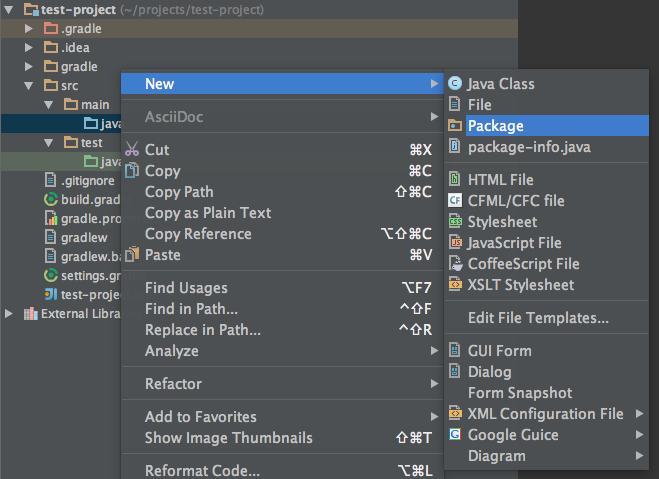 test-project (~/projects/test-project)
.gradle
.idea
gradle
src
main
java
test
java
.gitignore
build.grad
gradle.pro
gradlew
gradlew.ba
settings.gr
test-project
External Libra
New
AsciiDoc
Cut ⌘X
Copy ⌘C
Copy Path ⇧⌘C
Copy as Plain Text
Copy Reference ⌥⇧⌘C
Paste ⌘V
Find Usages ⌥F7
Find in Path... ^⇧F
Replace in Path... ^⇧R
Analyze
Refactor
Add to Favorites
Show Image Thumbnails ⇧⌘T
Reformat Code... ⌥⌘L
Java Class
File
Package
package-info.java
HTML File
CFML/CFC file
Stylesheet
JavaScript File
CoffeeScript File
XSLT Stylesheet
Edit File Templates...
GUI Form
Dialog
Form Snapshot
XML Configuration File
Google Guice
Diagram